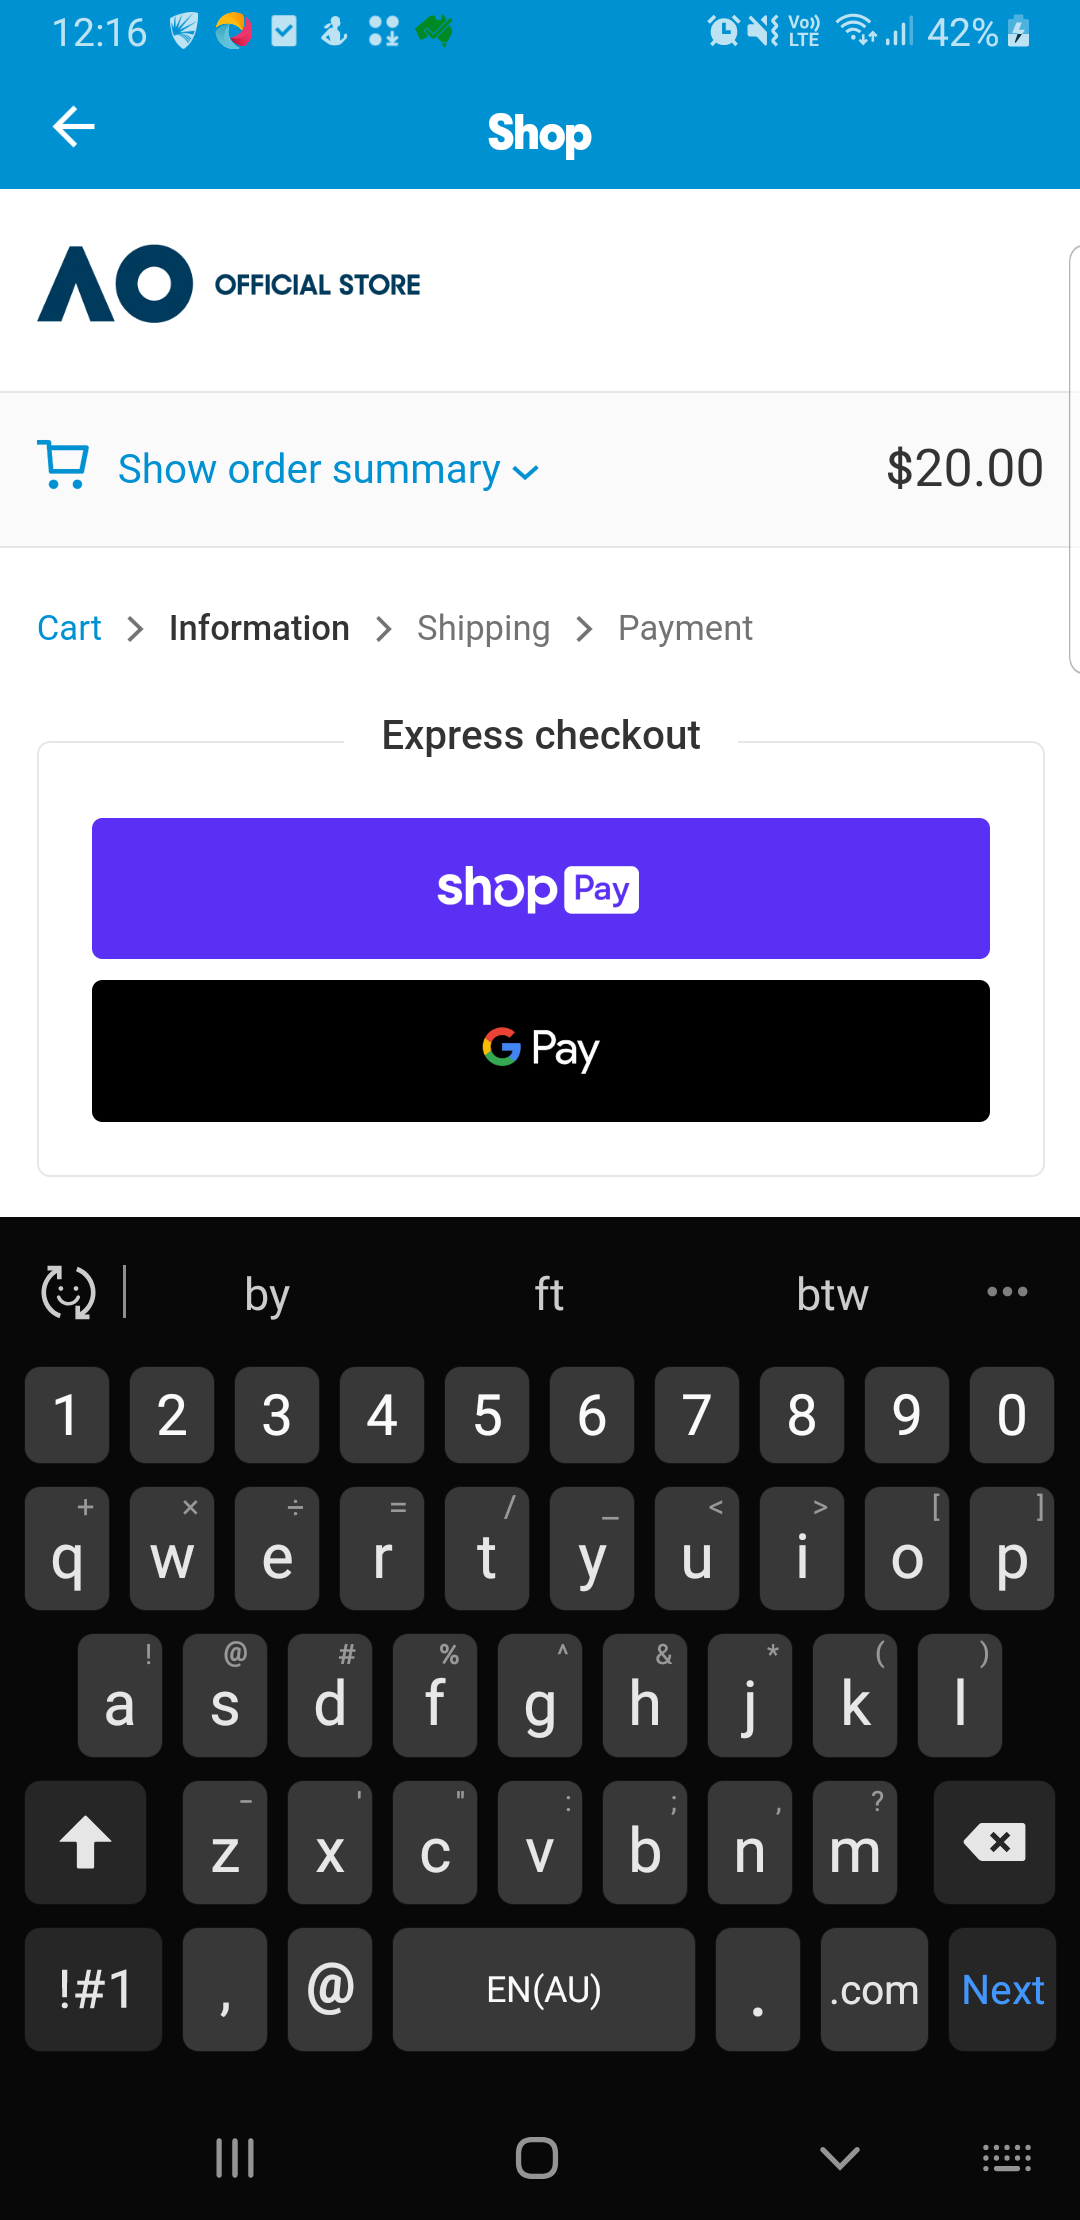 12:16 Vo)) LTE 42%
Shop
AO OFFICIAL STORE
Show order summary $20.00
Cart > Information > Shipping > Payment
Express checkout
shop Pay
G Pay
by ft btw •••
1 2 3 4 5 6 7 8 9 0
+ × ÷ = / _ < > [ ]
q w e r t y u i o p
! @ # % ^ & * ( )
a s d f g h j k l
- ' " : ; , ?
z x c v b n m
!#1 , @ EN(AU) . .com Next